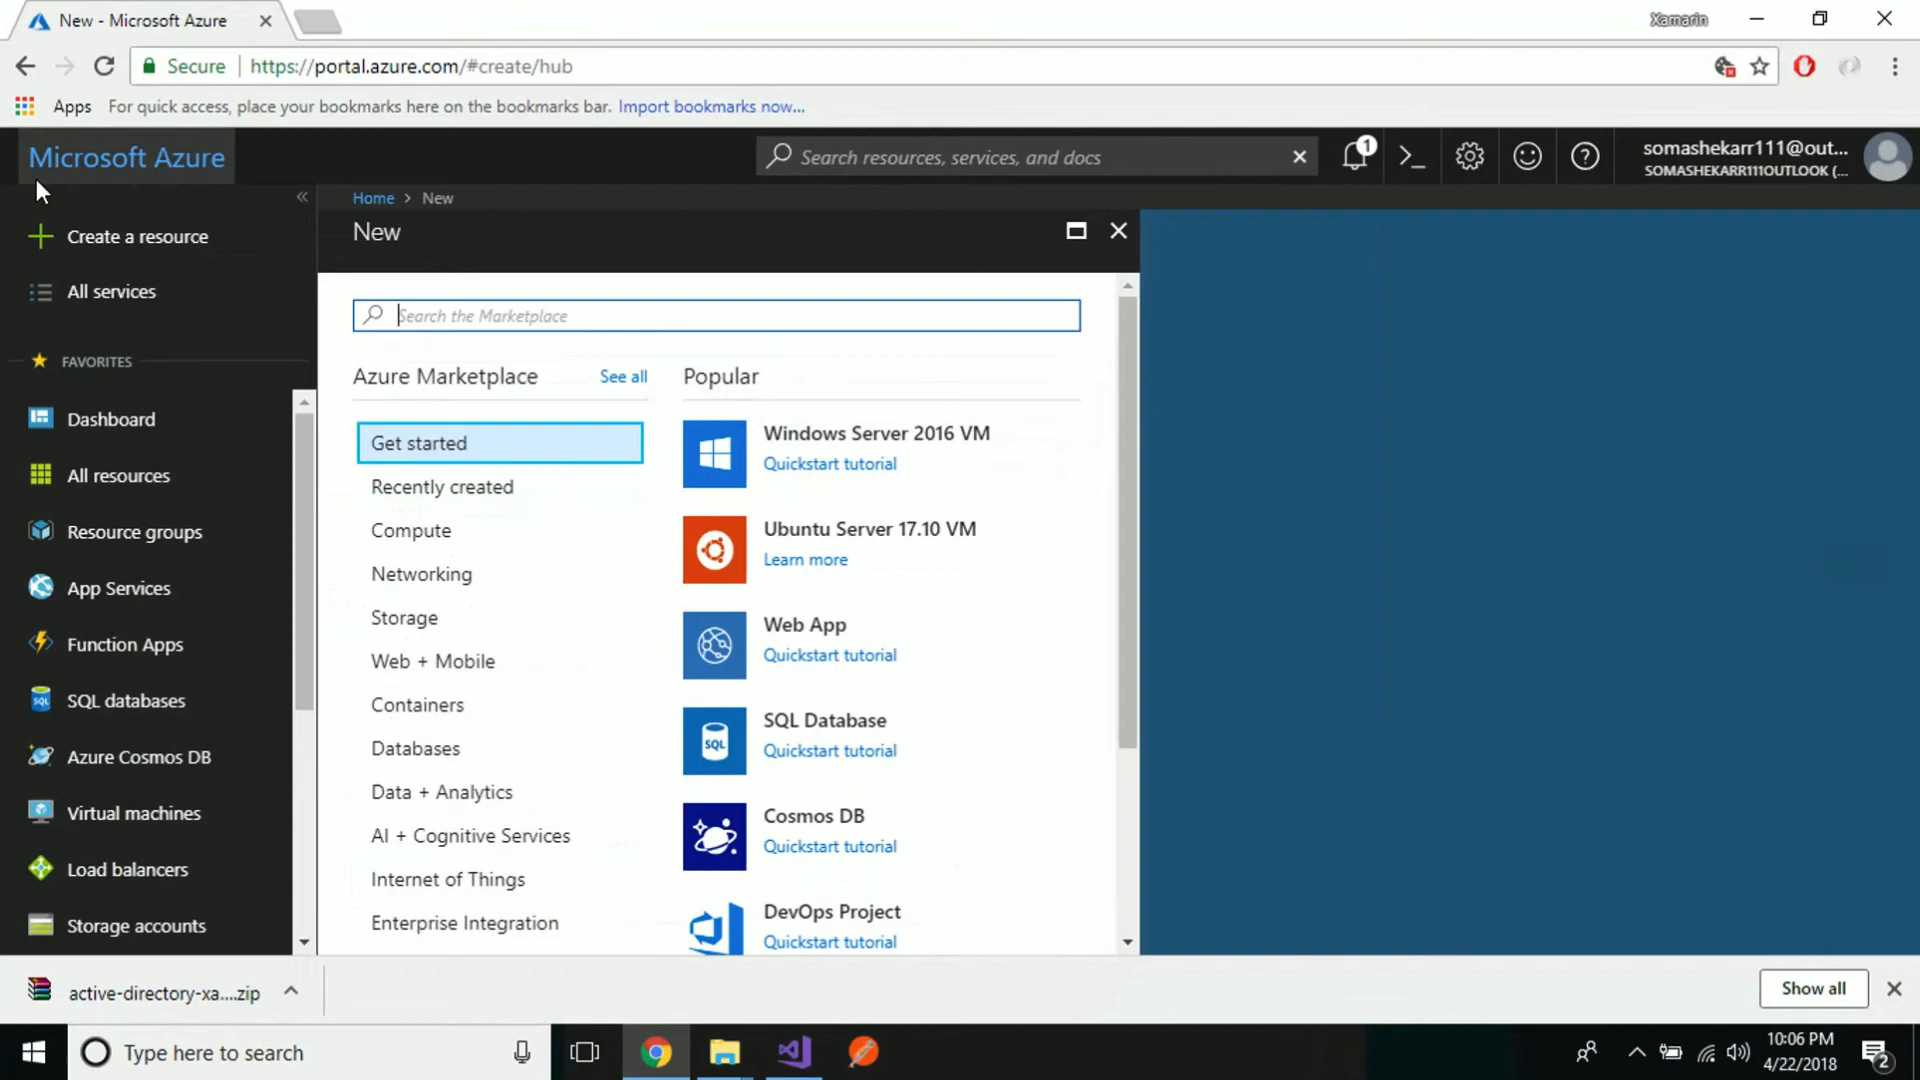 New - Microsoft Azure
Xamarin
Secure
https://portal.azure.com/#create/hub
Apps
For quick access, place your bookmarks here on the bookmarks bar. Import bookmarks now...
Microsoft Azure
Search resources, services, and docs
1
somashekarr111@out...
SOMASHEKARR111OUTLOOK (...
Create a resource
All services
FAVORITES
Dashboard
All resources
Resource groups
App Services
Function Apps
SQL databases
Azure Cosmos DB
Virtual machines
Load balancers
Storage accounts
Home > New
New
Search the Marketplace
Azure Marketplace
See all
Get started
Recently created
Compute
Networking
Storage
Web + Mobile
Containers
Databases
Data + Analytics
AI + Cognitive Services
Internet of Things
Enterprise Integration
Popular
Windows Server 2016 VM
Quickstart tutorial
Ubuntu Server 17.10 VM
Learn more
Web App
Quickstart tutorial
SQL
SQL Database
Quickstart tutorial
Cosmos DB
Quickstart tutorial
DevOps Project
Quickstart tutorial
active-directory-xa....zip
Show all
Type here to search
10:06 PM
4/22/2018
2